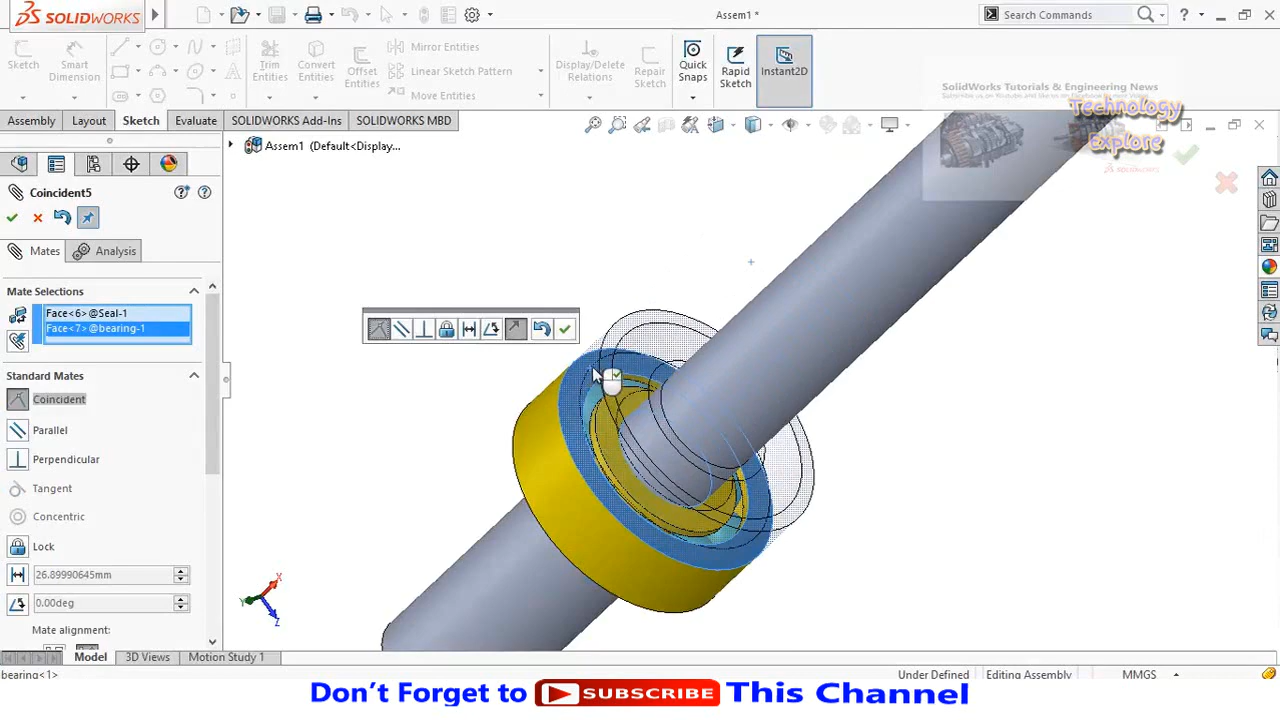 SOLIDWORKS
Assem1 *
Search Commands
Sketch
Smart Dimension
Trim Entities
Convert Entities
Offset Entities
Mirror Entities
Linear Sketch Pattern
Move Entities
Display/Delete Relations
Repair Sketch
Quick Snaps
Rapid Sketch
Instant2D
SolidWorks Tutorials & Engineering News
Technology
Explore
SOLIDWORKS
Assembly
Layout
Sketch
Evaluate
SOLIDWORKS Add-Ins
SOLIDWORKS MBD
Assem1 (Default<Display...
Coincident5
Mates
Analysis
Mate Selections
Face<6>@Seal-1
Face<7>@bearing-1
Standard Mates
Coincident
Parallel
Perpendicular
Tangent
Concentric
Lock
26.89990645mm
0.00deg
Mate alignment:
X
Y
Z
Model
3D Views
Motion Study 1
bearing<1>
Under Defined
Editing Assembly
MMGS
Don't Forget to SUBSCRIBE This Channel